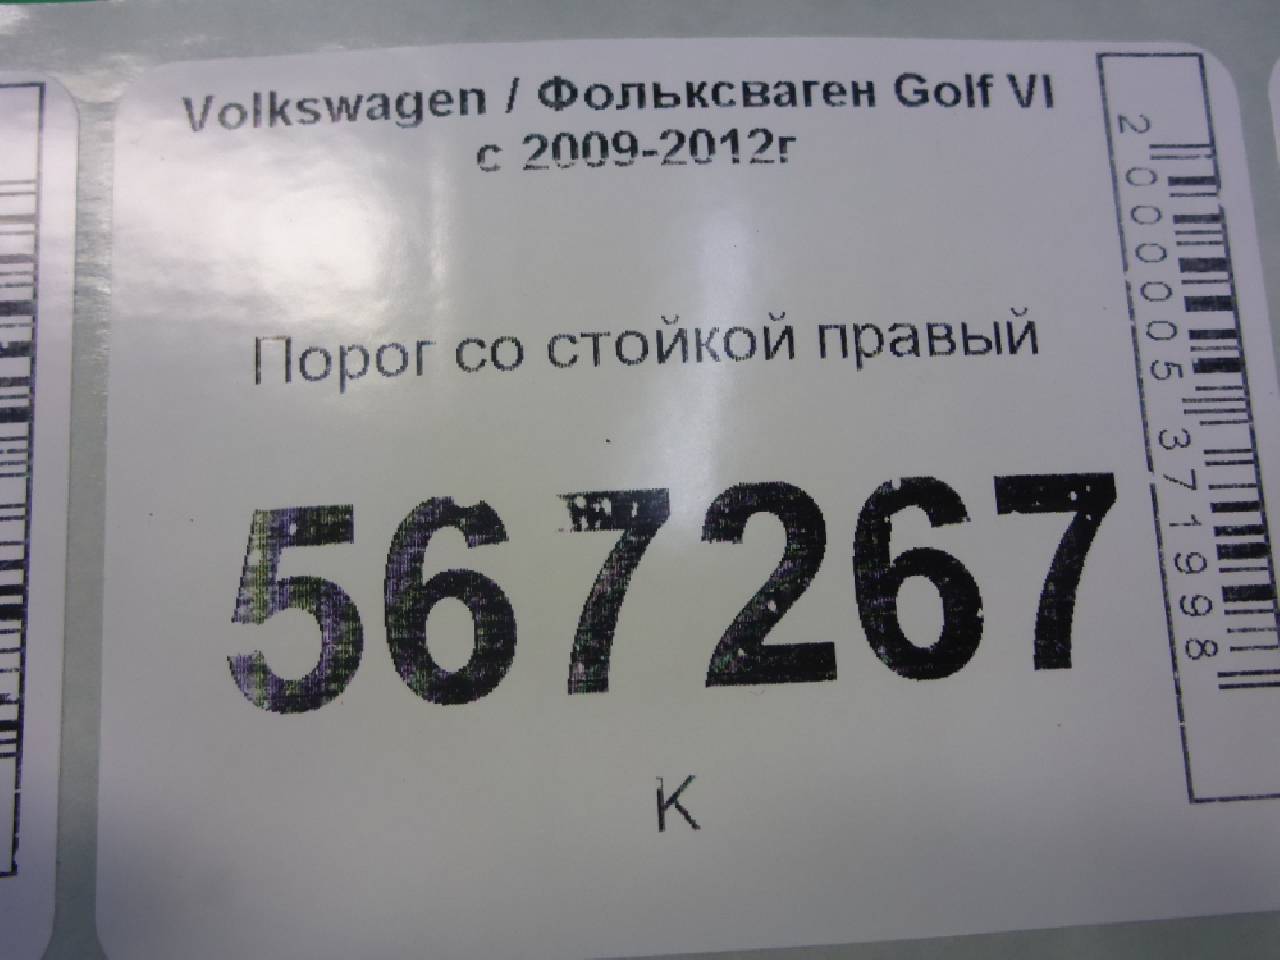 Volkswagen / Фольксваген Golf VI
с 2009-2012г
Порог со стойкой правый
567267
К
2000005371998